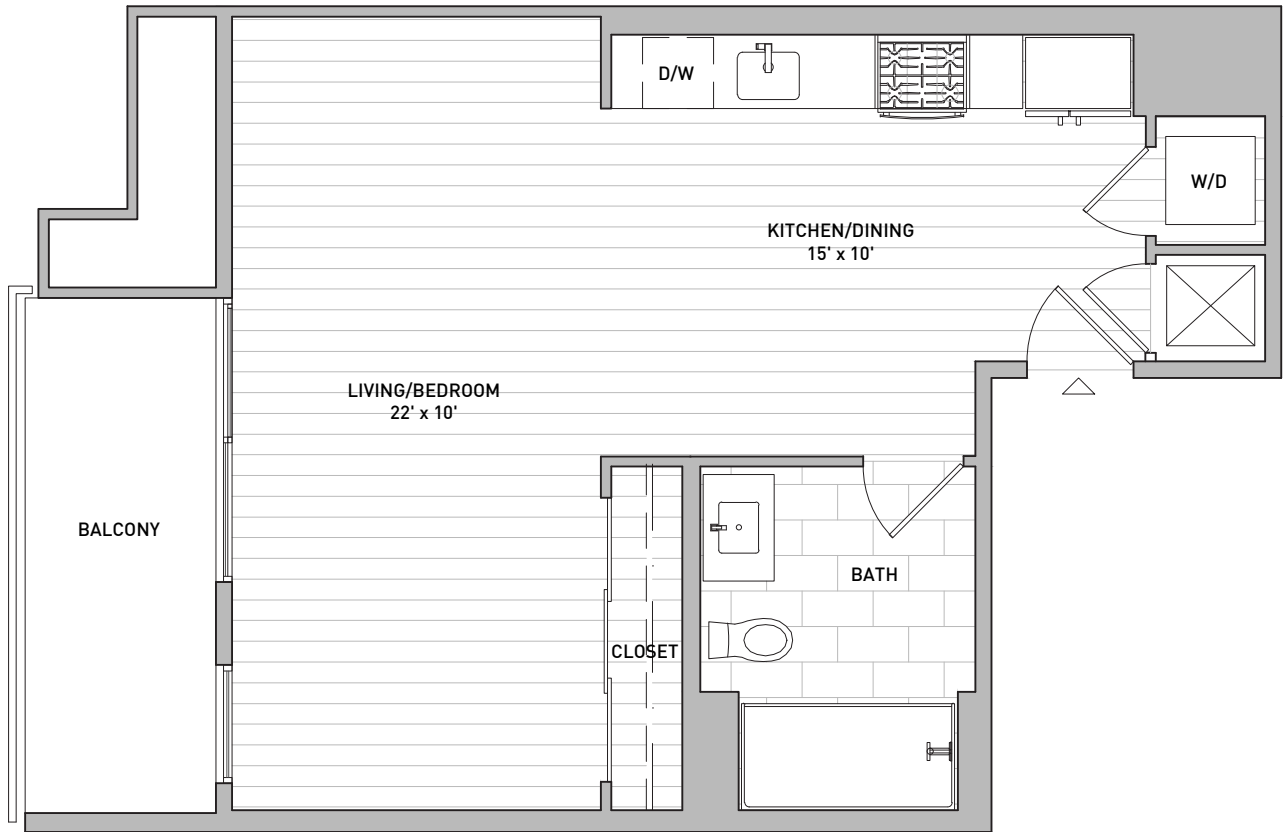 D/W
W/D
KITCHEN/DINING
15' x 10'
LIVING/BEDROOM
22' x 10'
BALCONY
BATH
CLOSET